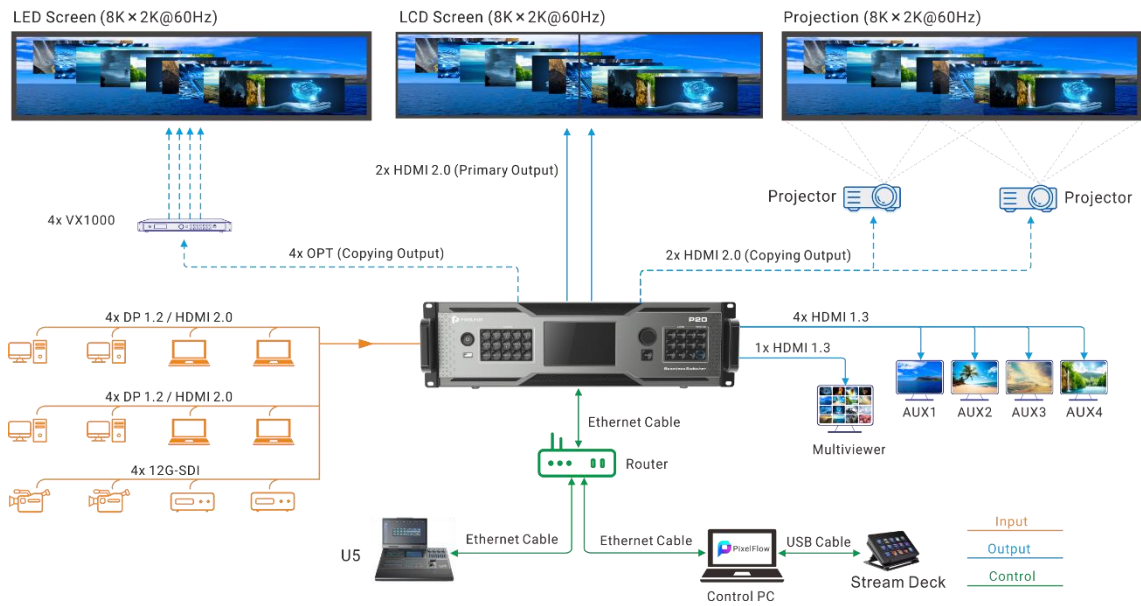 LED Screen (8K×2K@60Hz)
LCD Screen (8K×2K@60Hz)
Projection (8K×2K@60Hz)
2x HDMI 2.0 (Primary Output)
Projector
Projector
4x VX1000
4x OPT (Copying Output)
2x HDMI 2.0 (Copying Output)
4x DP 1.2 / HDMI 2.0
P20
4x HDMI 1.3
1x HDMI 1.3
4x DP 1.2 / HDMI 2.0
AUX1
AUX2
AUX3
AUX4
Ethernet Cable
Multiviewer
4x 12G-SDI
Router
U5
Ethernet Cable
Ethernet Cable
PixelFlow
USB Cable
Input
Output
Control
Stream Deck
Control PC